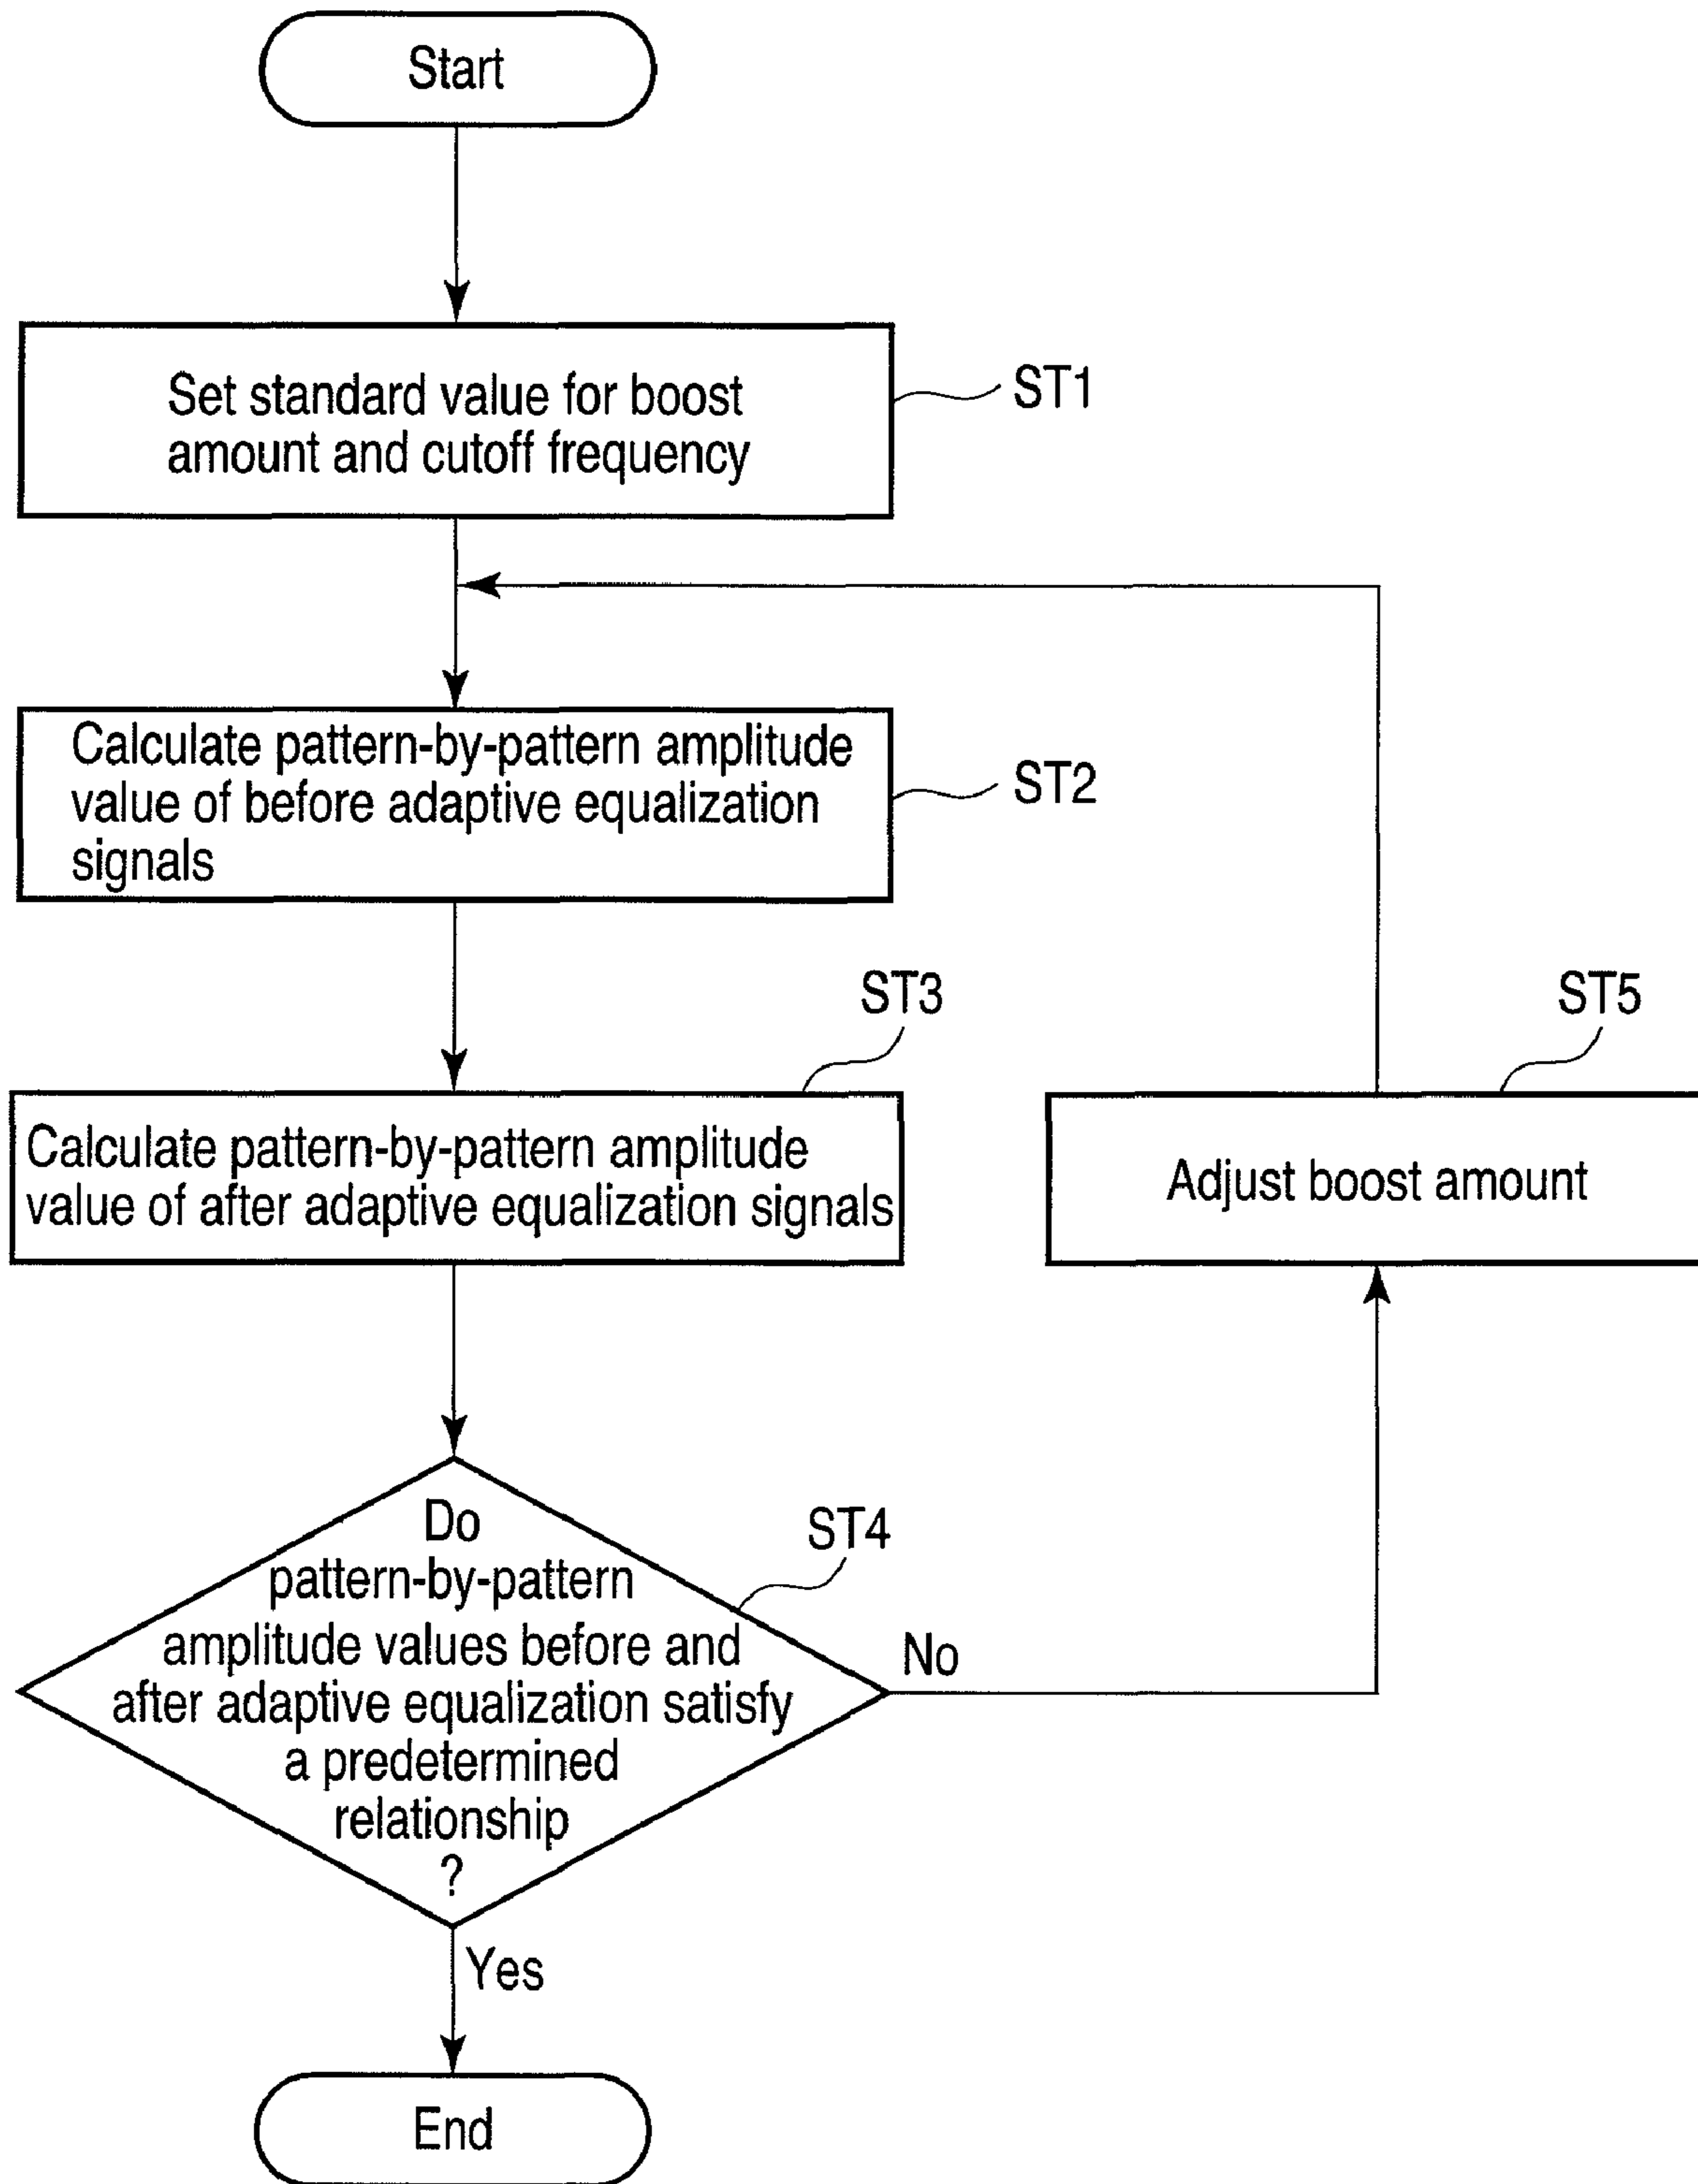 Start
Set standard value for boost
amount and cutoff frequency
ST1
Calculate pattern-by-pattern amplitude
value of before adaptive equalization
signals
ST2
ST3
Calculate pattern-by-pattern amplitude
value of after adaptive equalization signals
ST5
Adjust boost amount
Do
pattern-by-pattern
amplitude values before and
after adaptive equalization satisfy
a predetermined
relationship
?
ST4
No
Yes
End